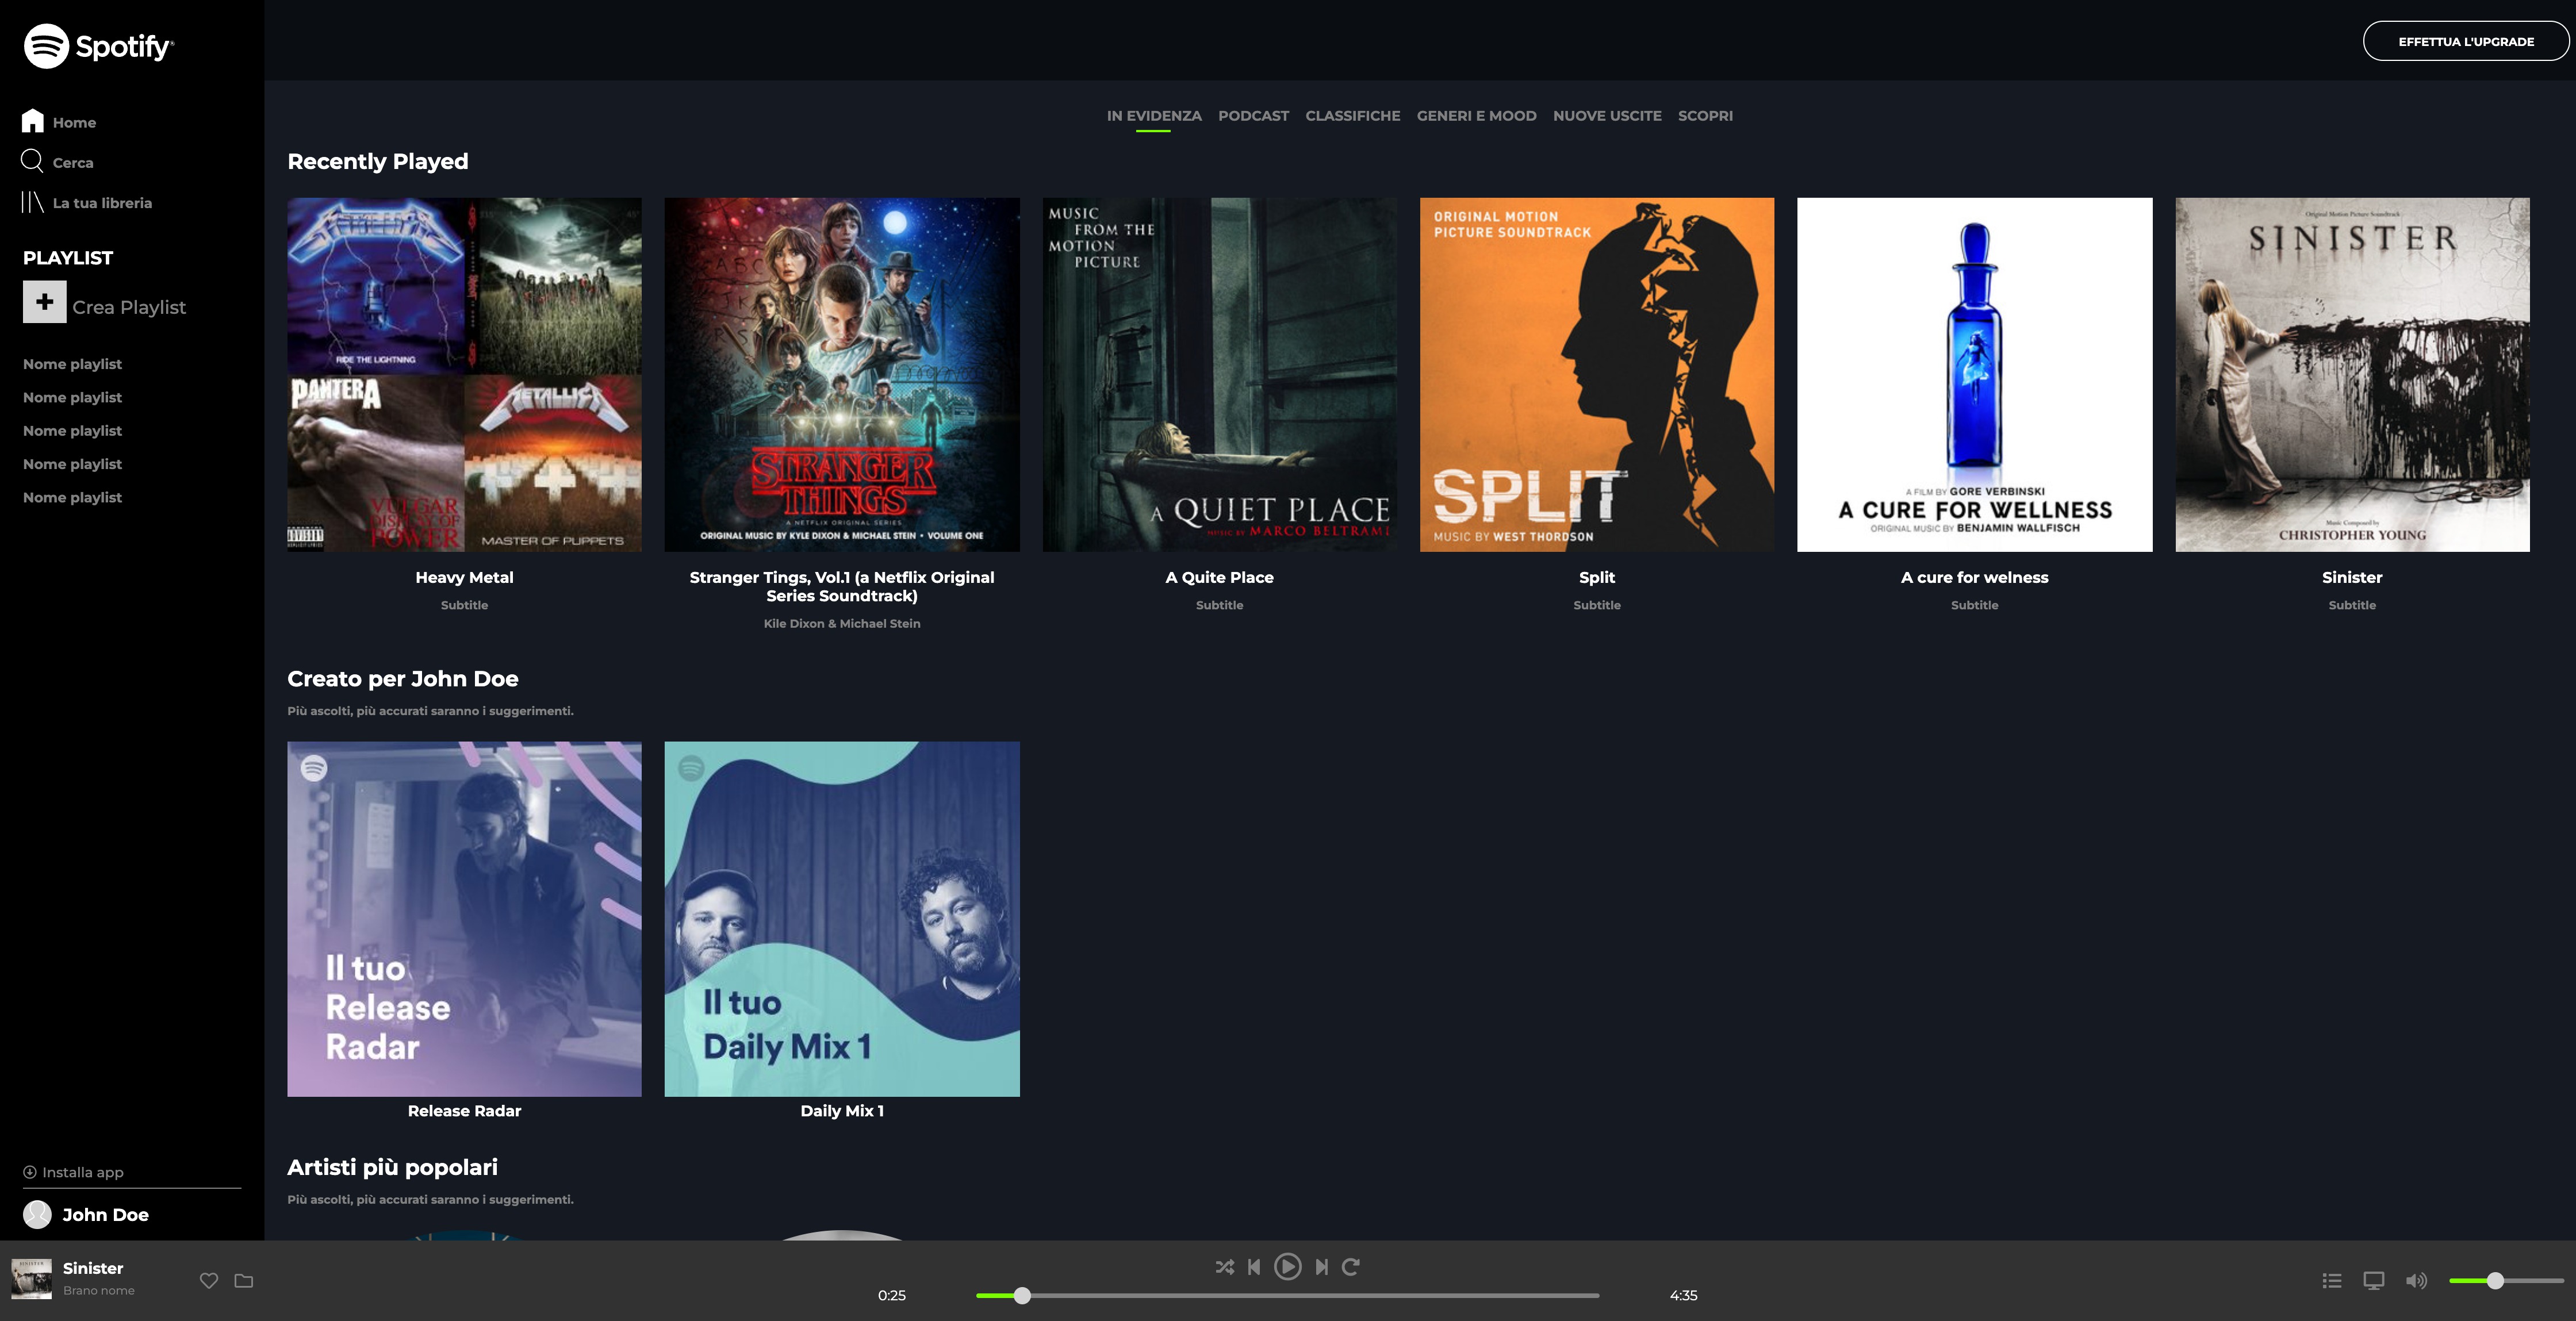 Spotify®
EFFETTUA L'UPGRADE
Home
Cerca
La tua libreria
PLAYLIST
Crea Playlist
Nome playlist
Nome playlist
Nome playlist
Nome playlist
Nome playlist
Installa app
John Doe
IN EVIDENZA PODCAST CLASSIFICHE GENERI E MOOD NUOVE USCITE SCOPRI
Recently Played
RIDE THE LIGHTNING
PANTERA
VULGAR
DISPLAY OF
POWER
METALLICA
MASTER OF PUPPETS
STRANGER
THINGS
A NETFLIX ORIGINAL SERIES
ORIGINAL MUSIC BY KYLE DIXON & MICHAEL STEIN • VOLUME ONE
MUSIC
FROM THE
MOTION
PICTURE
A QUIET PLACE
MUSIC BY MARCO BELTRAMI
ORIGINAL MOTION
PICTURE SOUNDTRACK
SPLIT
MUSIC BY WEST THORDSON
A FILM BY GORE VERBINSKI
A CURE FOR WELLNESS
ORIGINAL MUSIC BY BENJAMIN WALLFISCH
Original Motion Picture Soundtrack
SINISTER
Music Composed by
CHRISTOPHER YOUNG
Heavy Metal
Subtitle
Stranger Tings, Vol.1 (a Netflix Original
Series Soundtrack)
Kile Dixon & Michael Stein
A Quite Place
Subtitle
Split
Subtitle
A cure for welness
Subtitle
Sinister
Subtitle
Creato per John Doe
Più ascolti, più accurati saranno i suggerimenti.
Il tuo
Release
Radar
Il tuo
Daily Mix 1
Release Radar
Daily Mix 1
Artisti più popolari
Più ascolti, più accurati saranno i suggerimenti.
SINISTER
Sinister
Brano nome
0:25
4:35